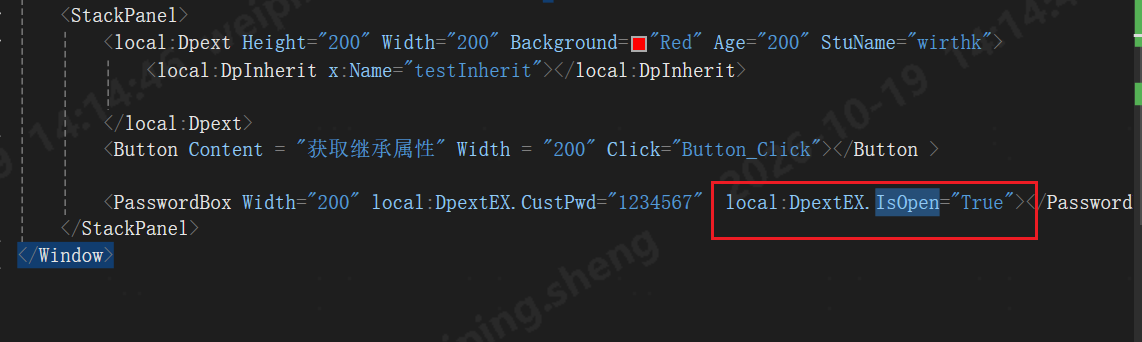 <StackPanel>
<local:Dpext Height="200" Width="200" Background="Red" Age="200" StuName="wirthk">
<local:DpInherit x:Name="testInherit"></local:DpInherit>
</local:Dpext>
<Button Content = "获取继承属性" Width = "200" Click="Button_Click"></Button >
<PasswordBox Width="200" local:DpextEX.CustPwd="1234567" local:DpextEX.IsOpen="True"></Password
</StackPanel>
</Window>